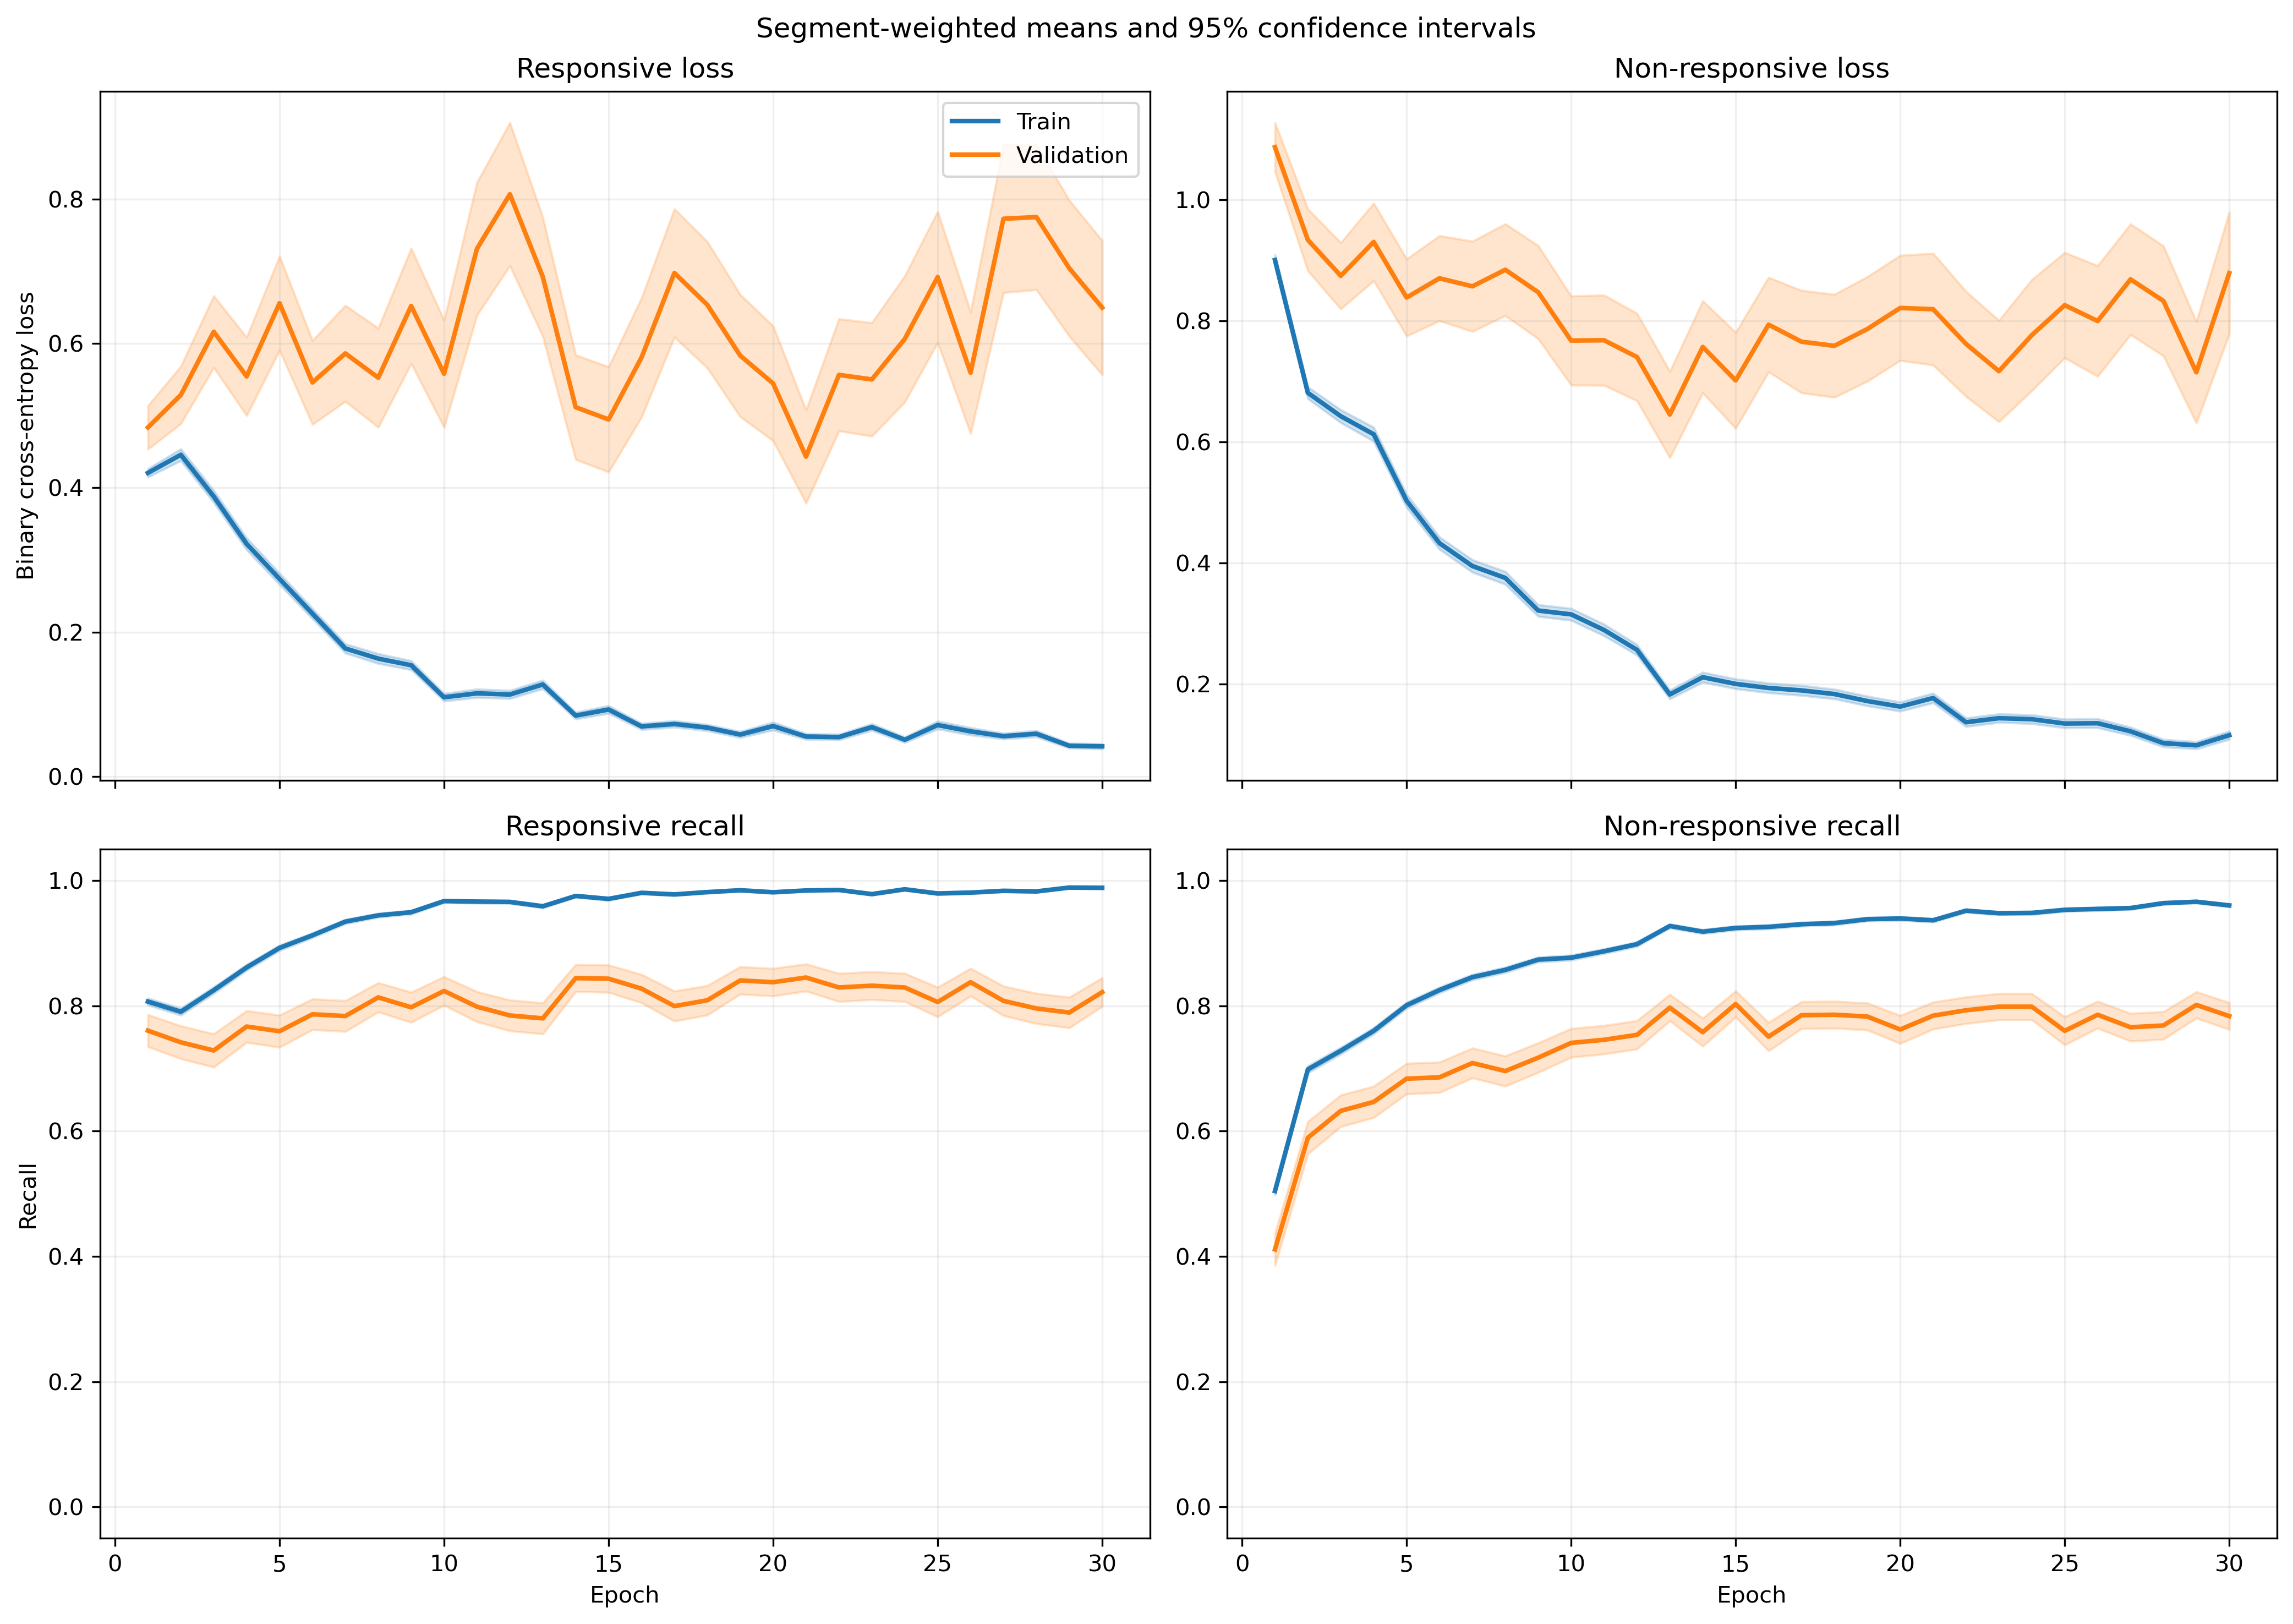 Segment-weighted means and 95% confidence intervals
Responsive loss
Non-responsive loss
Train
Validation
Binary cross-entropy loss
0.8
0.6
0.4
0.2
0.0
1.0
0.8
0.6
0.4
0.2
Responsive recall
Non-responsive recall
Recall
1.0
0.8
0.6
0.4
0.2
0.0
1.0
0.8
0.6
0.4
0.2
0.0
0 5 10 15 20 25 30
0 5 10 15 20 25 30
Epoch
Epoch